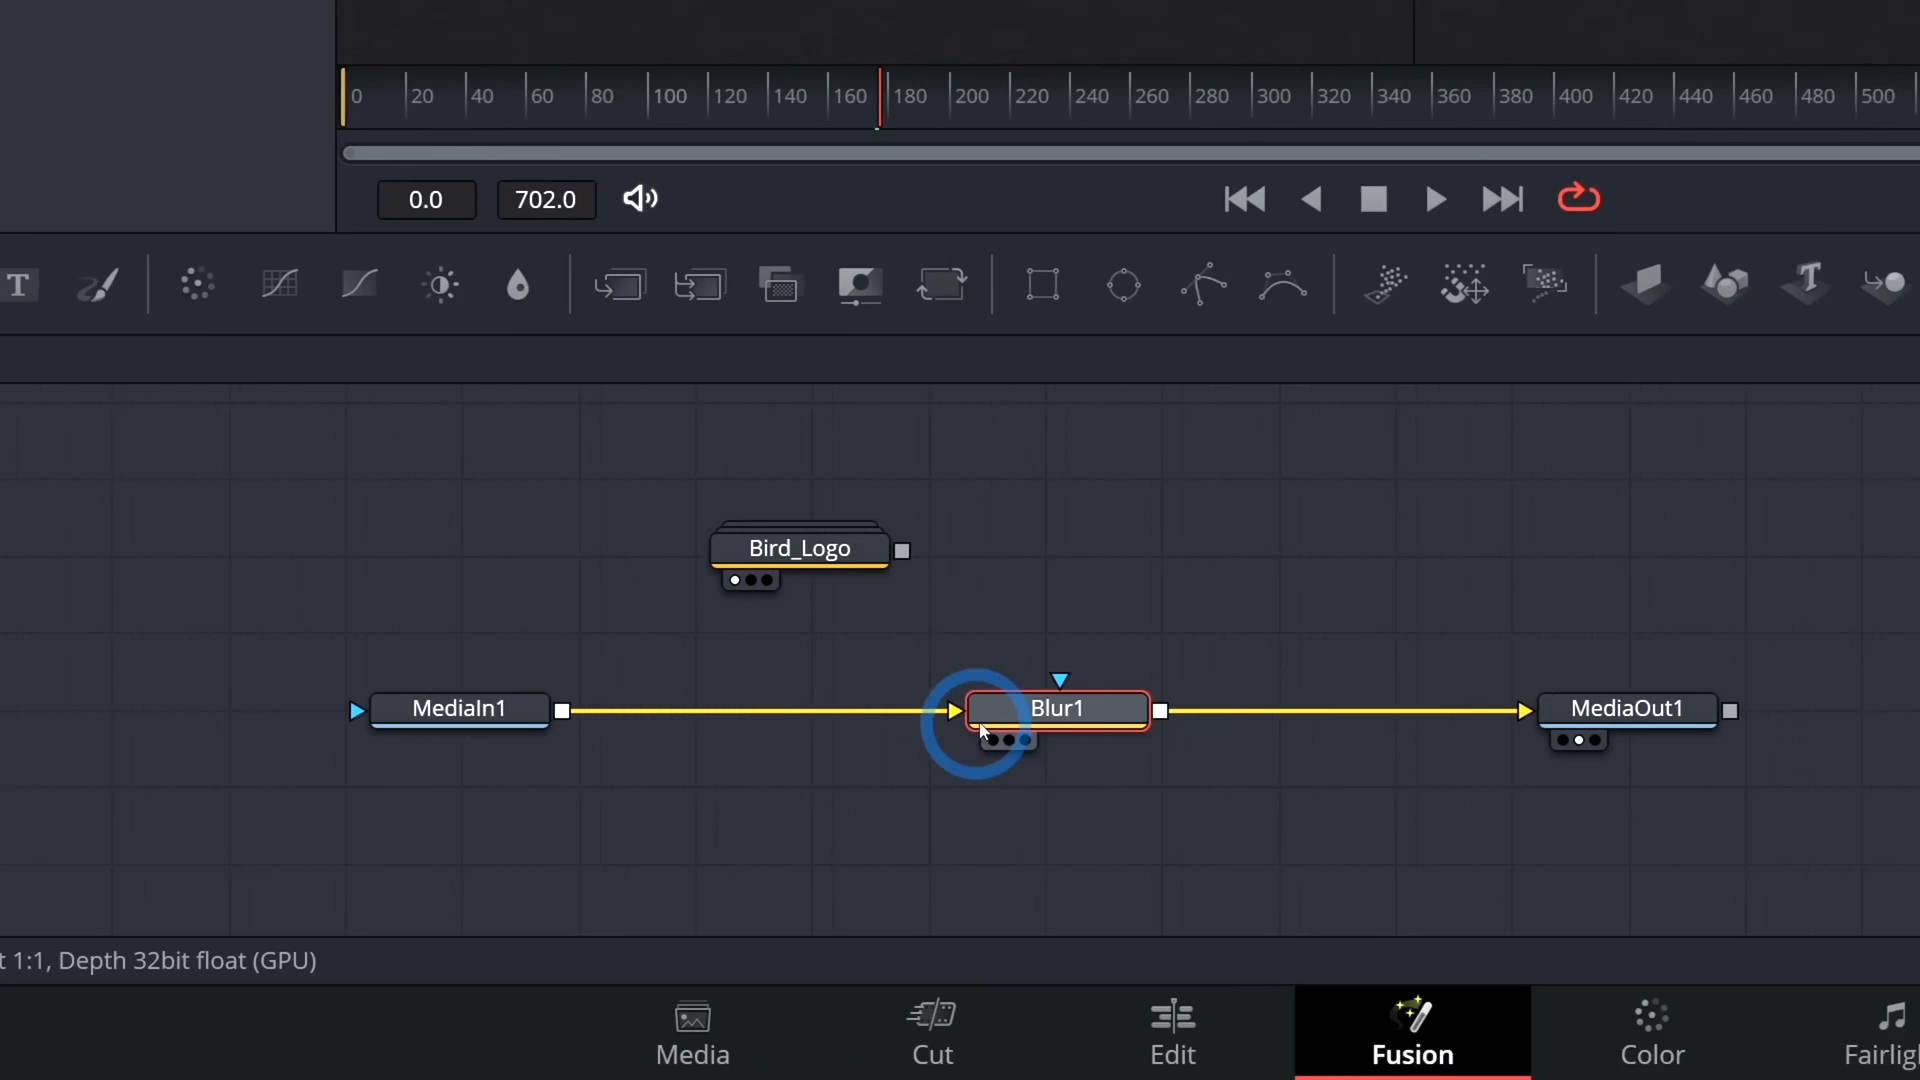 0 20 40 60 80 100 120 140 160 180 200 220 240 260 280 300 320 340 360 380 400 420 440 460 480 500
0.0 702.0
T T
Bird_Logo
MediaIn1 Blur1 MediaOut1
t 1:1, Depth 32bit float (GPU)
Media Cut Edit Fusion Color Fairlig